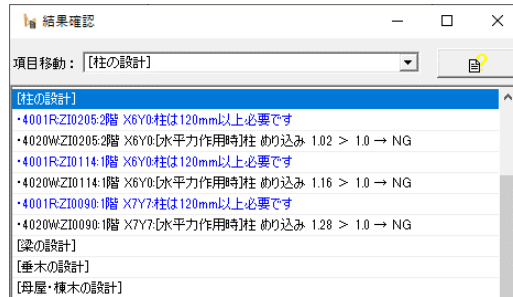 結果確認
項目移動： [柱の設計]
[柱の設計]
・4001R:ZI0205:2階 X6Y0:柱は120mm以上必要です
・4020W:ZI0205:2階 X6Y0:[水平力作用時]柱 めり込み 1.02 ＞ 1.0 → NG
・4001R:ZI0114:1階 X6Y0:柱は120mm以上必要です
・4020W:ZI0114:1階 X6Y0:[水平力作用時]柱 めり込み 1.16 ＞ 1.0 → NG
・4001R:ZI0090:1階 X7Y7:柱は120mm以上必要です
・4020W:ZI0090:1階 X7Y7:[水平力作用時]柱 めり込み 1.28 ＞ 1.0 → NG
[梁の設計]
[垂木の設計]
[母屋・棟木の設計]